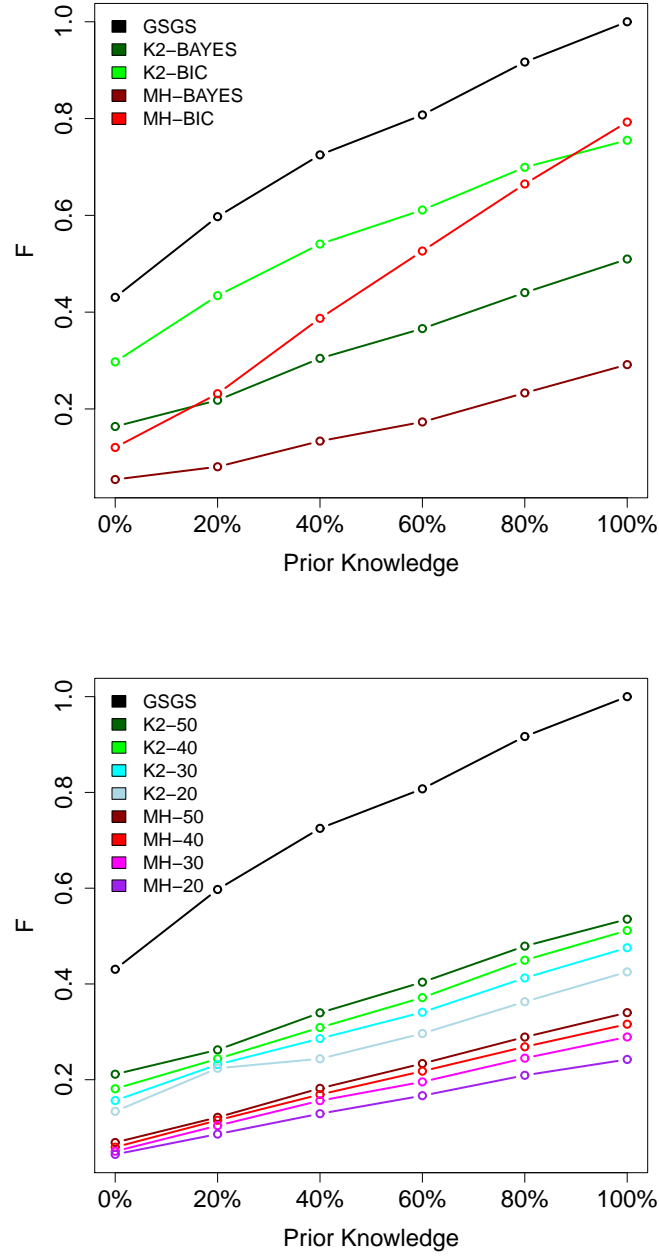 GSGS
K2−BAYES
K2−BIC
MH−BAYES
MH−BIC
F
0.2
0.4
0.6
0.8
1.0
0% 20% 40% 60% 80% 100%
Prior Knowledge
GSGS
K2−50
K2−40
K2−30
K2−20
MH−50
MH−40
MH−30
MH−20
F
0.2
0.4
0.6
0.8
1.0
0% 20% 40% 60% 80% 100%
Prior Knowledge